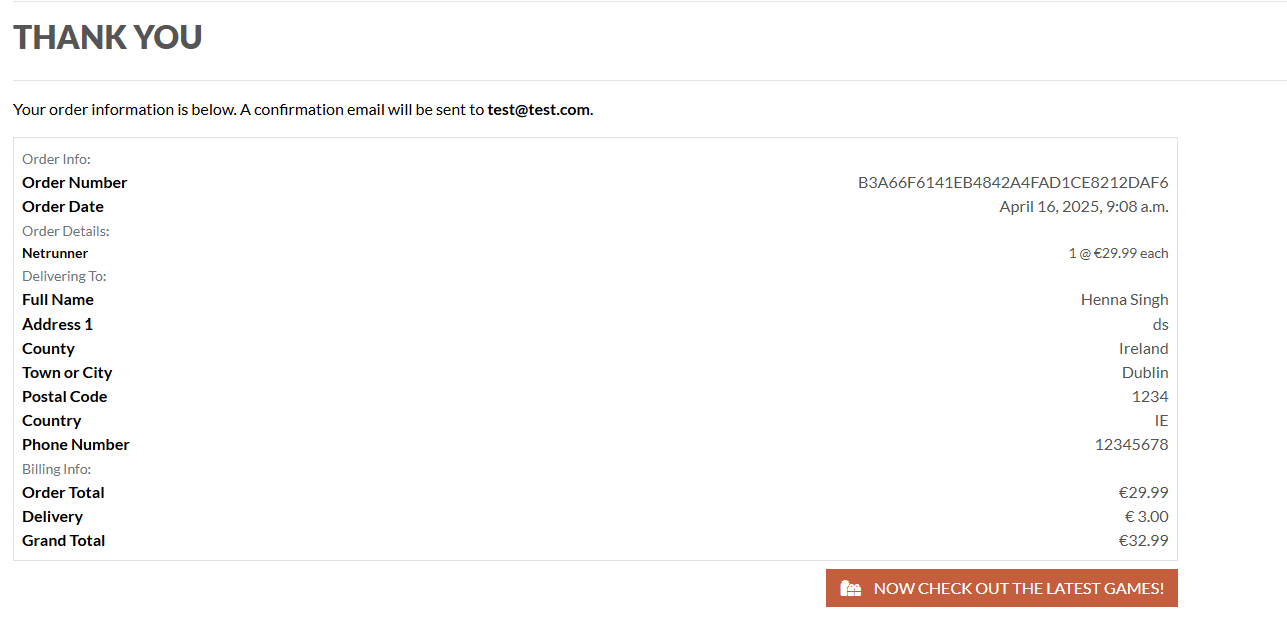 THANK YOU
Your order information is below. A confirmation email will be sent to test@test.com.
Order Info:
Order Number B3A66F6141EB4842A4FAD1CE8212DAF6
Order Date April 16, 2025, 9:08 a.m.
Order Details:
Netrunner 1 @ €29.99 each
Delivering To:
Full Name Henna Singh
Address 1 ds
County Ireland
Town or City Dublin
Postal Code 1234
Country IE
Phone Number 12345678
Billing Info:
Order Total €29.99
Delivery € 3.00
Grand Total €32.99
NOW CHECK OUT THE LATEST GAMES!